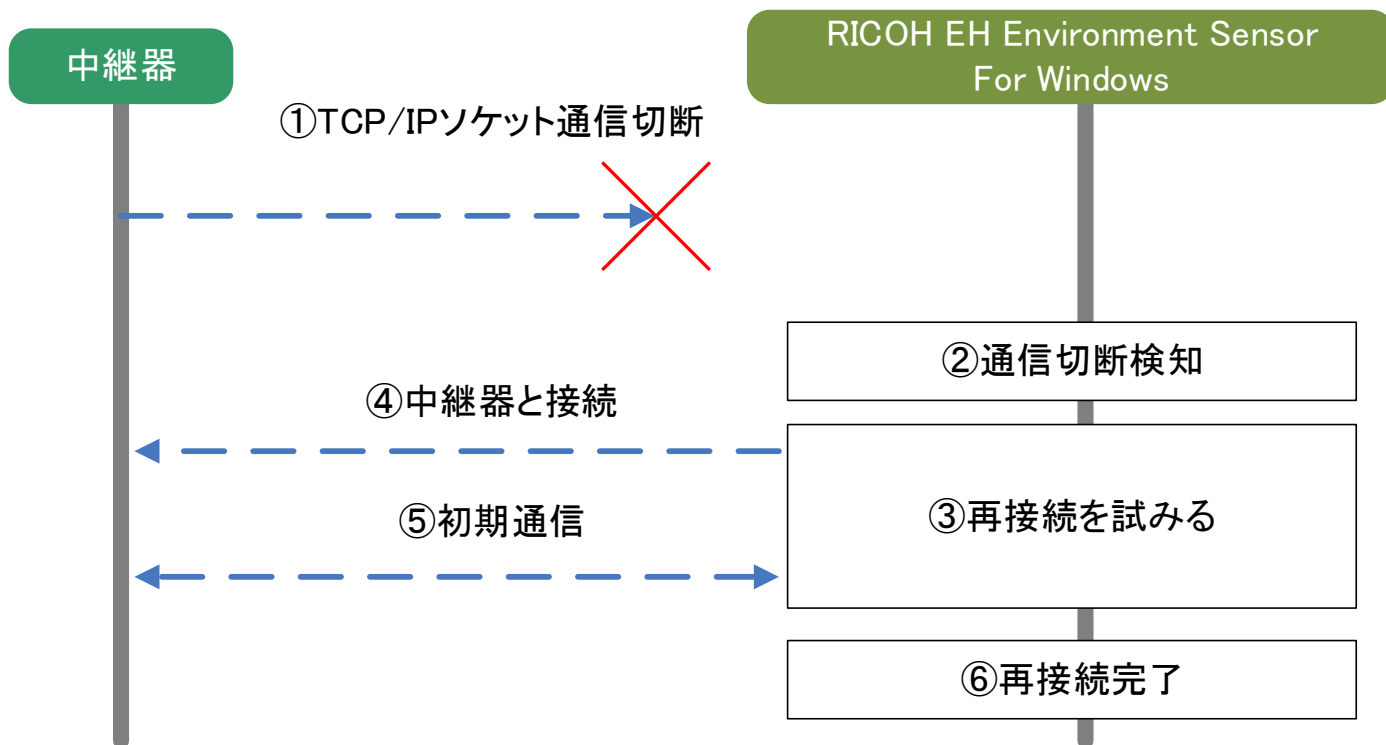 中継器
RICOH EH Environment Sensor
For Windows
①TCP/IPソケット通信切断
②通信切断検知
④中継器と接続
③再接続を試みる
⑤初期通信
⑥再接続完了